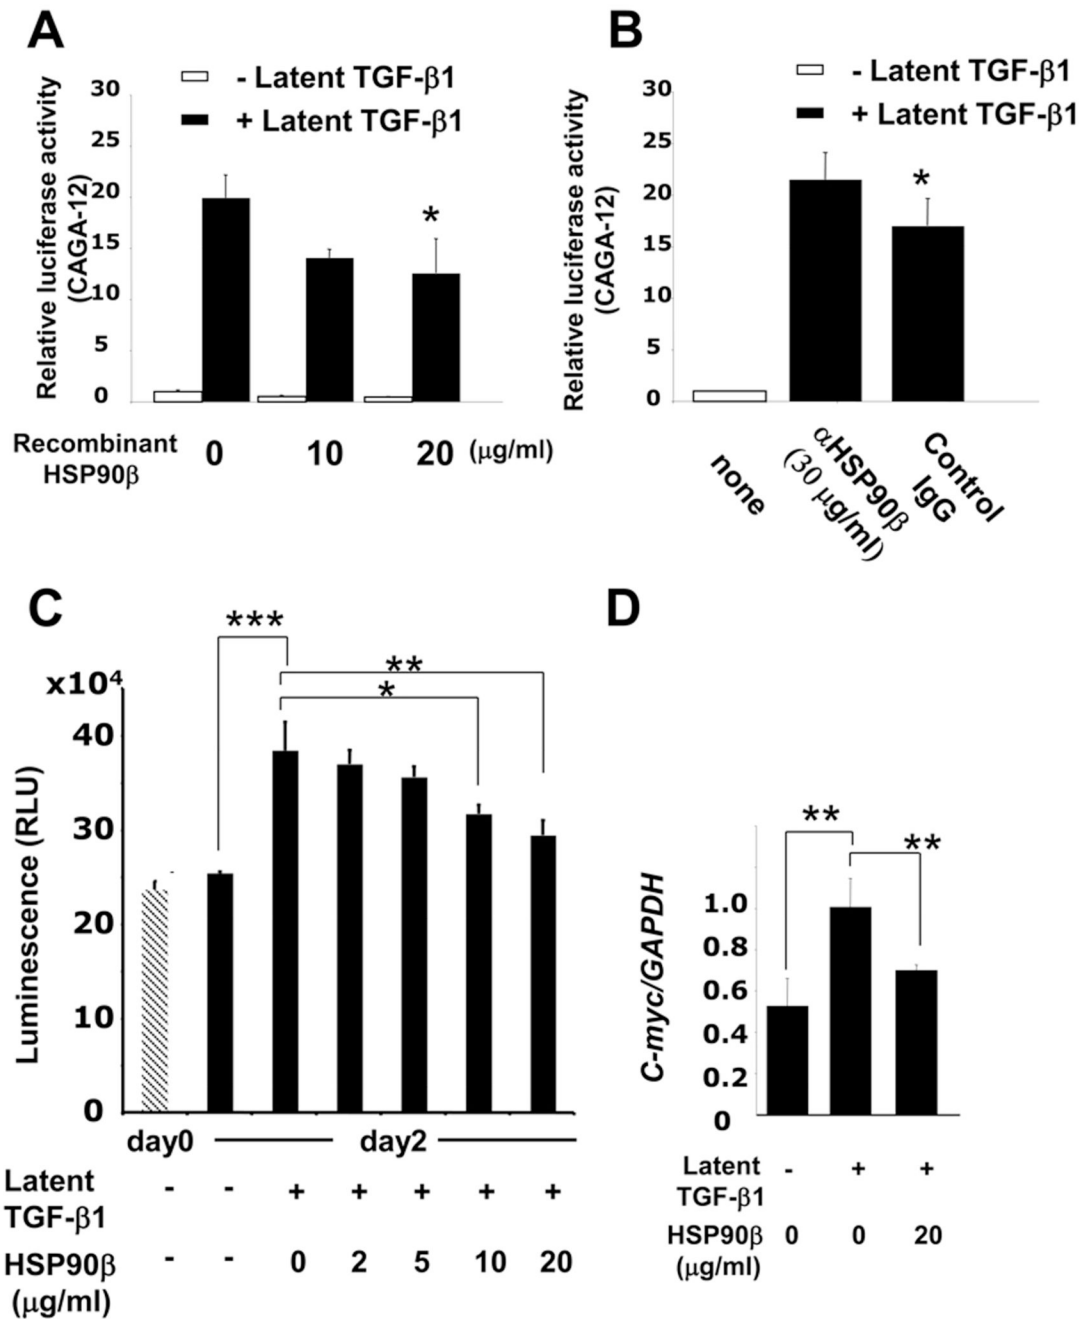 A
- Latent TGF-β1
+ Latent TGF-β1
Relative luciferase activity
(CAGA-12)
30
20
15
10
5
0
Recombinant
HSP90β
0
10
20
(μg/ml)
*
B
- Latent TGF-β1
+ Latent TGF-β1
Relative luciferase activity
(CAGA-12)
30
25
20
15
10
5
0
*
none
αHSP90β
(30 μg/ml)
Control
IgG
C
x10⁴
Luminescence (RLU)
40
30
20
10
0
***
**
*
day0
day2
Latent
TGF-β1
- - + + + + +
HSP90β
(μg/ml)
- - 0 2 5 10 20
D
C-myc/GAPDH
1.0
0.8
0.6
0.4
0.2
0
**
**
Latent
TGF-β1
- + +
HSP90β
(μg/ml)
0 0 20